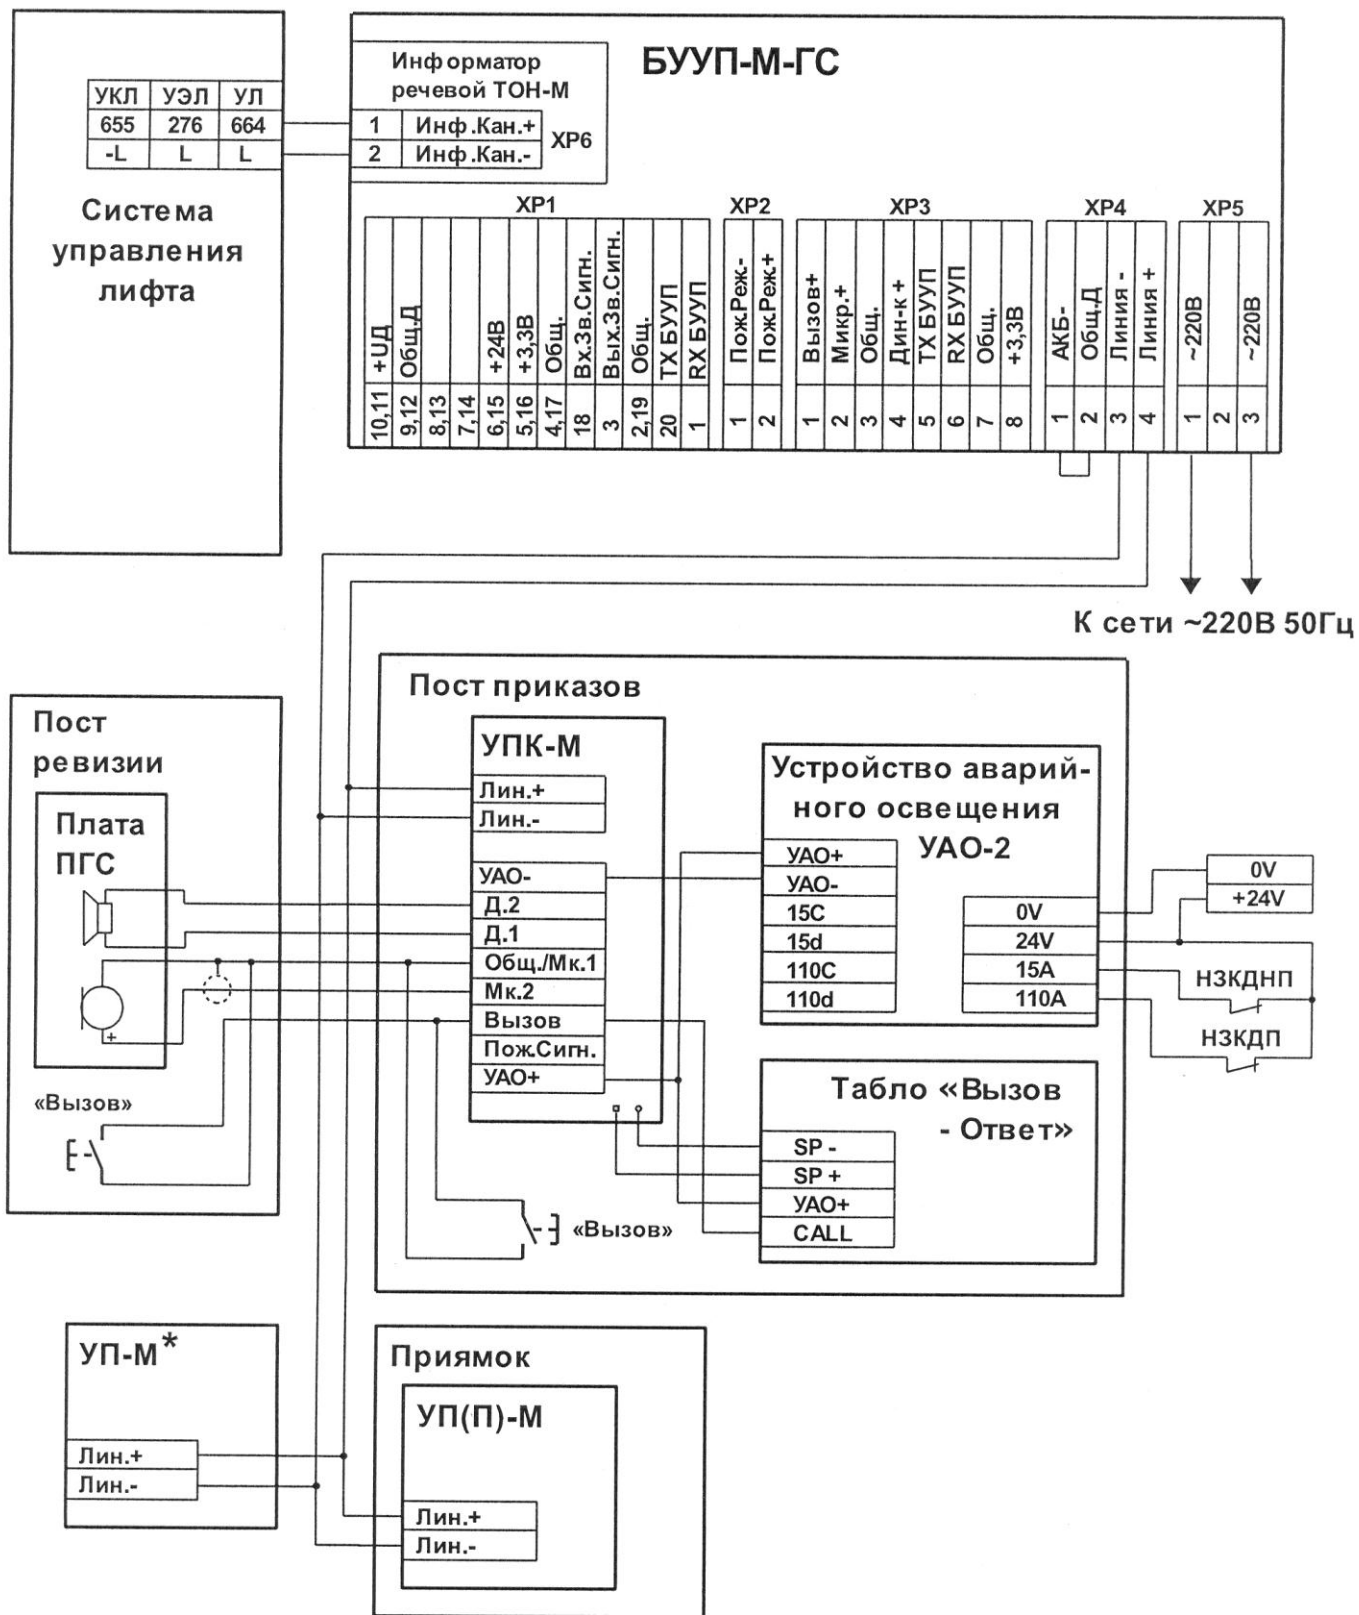 БУУП-М-ГС
Информатор
речевой ТОН-М
1 Инф.Кан.+
2 Инф.Кан.-
XP6
УКЛ УЭЛ УЛ
655 276 664
-L L L
Система
управления
лифта
XP1
10,11 +UД
9,12 Общ.Д
8,13
7,14
6,15 +24В
5,16 +3,3В
4,17 Общ.
18 Вх.Зв.Сигн.
3 Вых.Зв.Сигн.
2,19 Общ.
20 TX БУУП
1 RX БУУП
XP2
1 Пож.Реж.-
2 Пож.Реж.+
XP3
1 Вызов+
2 Микр.+
3 Общ.
4 Дин-к +
5 TX БУУП
6 RX БУУП
7 Общ.
8 +3,3В
XP4
1 АКБ-
2 Общ.Д
3 Линия -
4 Линия +
XP5
1 ~220В
2
3 ~220В
К сети ~220В 50Гц
Пост
ревизии
Плата
ПГС
+
«Вызов»
Пост приказов
УПК-М
Лин.+
Лин.-
УАО-
Д.2
Д.1
Общ./Мк.1
Мк.2
Вызов
Пож.Сигн.
УАО+
«Вызов»
Устройство аварий-
ного освещения
УАО-2
УАО+
УАО-
15C
15d
110C
110d
0V
24V
15A
110A
0V
+24V
НЗКДНП
НЗКДП
Табло «Вызов
- Ответ»
SP -
SP +
УАО+
CALL
УП-М*
Лин.+
Лин.-
Приямок
УП(П)-М
Лин.+
Лин.-